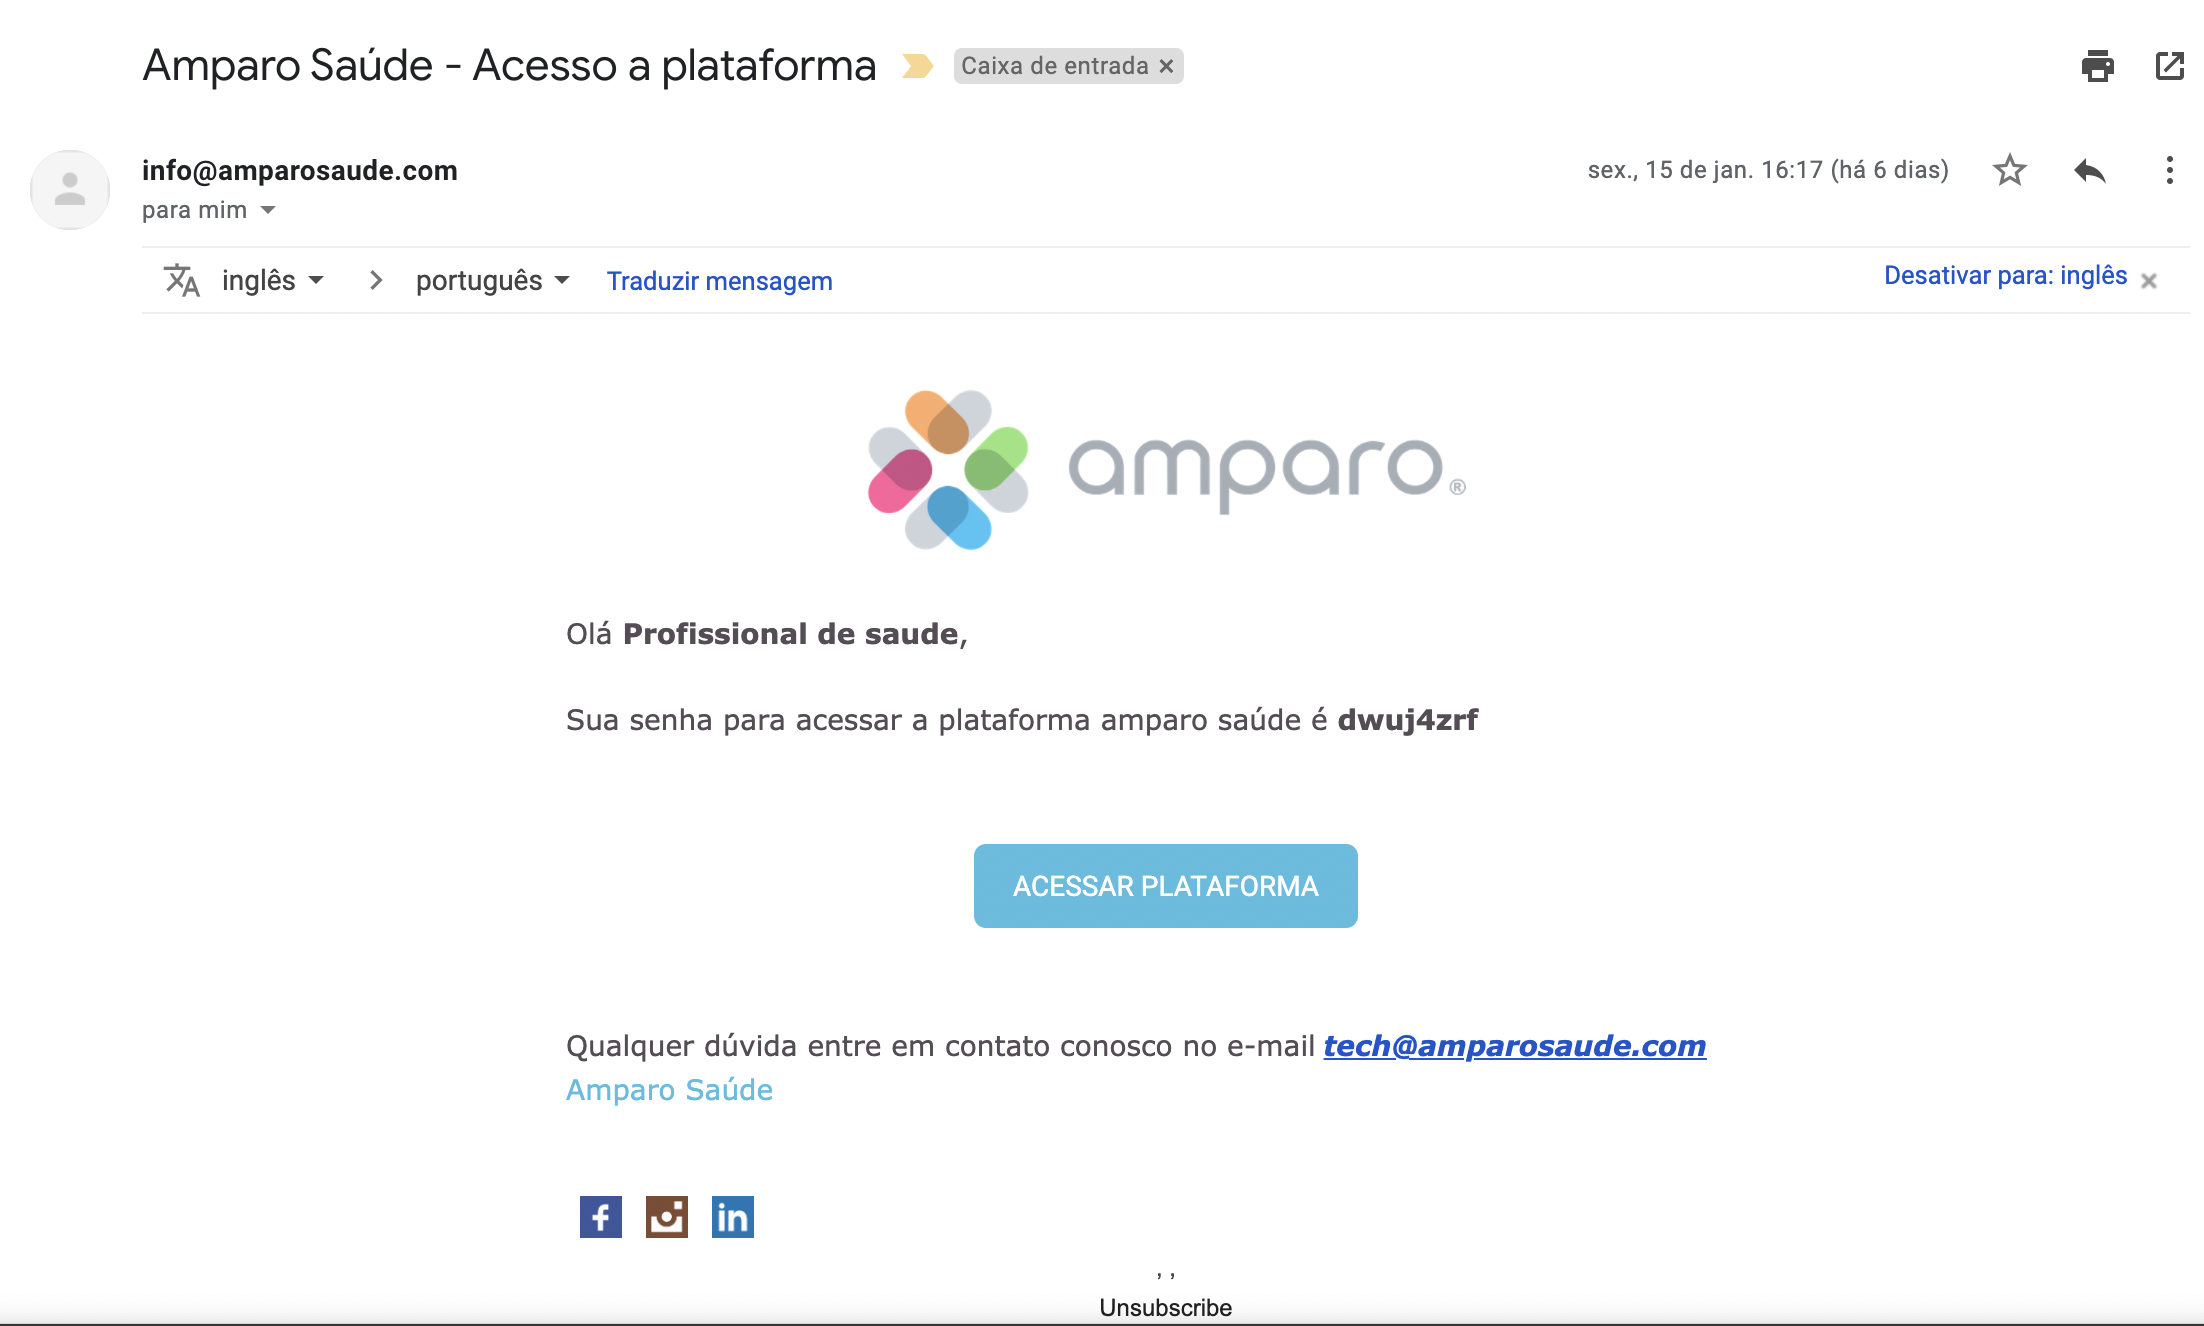 Amparo Saúde - Acesso a plataforma Caixa de entrada ×
info@amparosaude.com sex., 15 de jan. 16:17 (há 6 dias)
para mim
inglês > português Traduzir mensagem Desativar para: inglês ×
amparo®
Olá Profissional de saude,
Sua senha para acessar a plataforma amparo saúde é dwuj4zrf
ACESSAR PLATAFORMA
Qualquer dúvida entre em contato conosco no e-mail tech@amparosaude.com
Amparo Saúde
f in
, ,
Unsubscribe